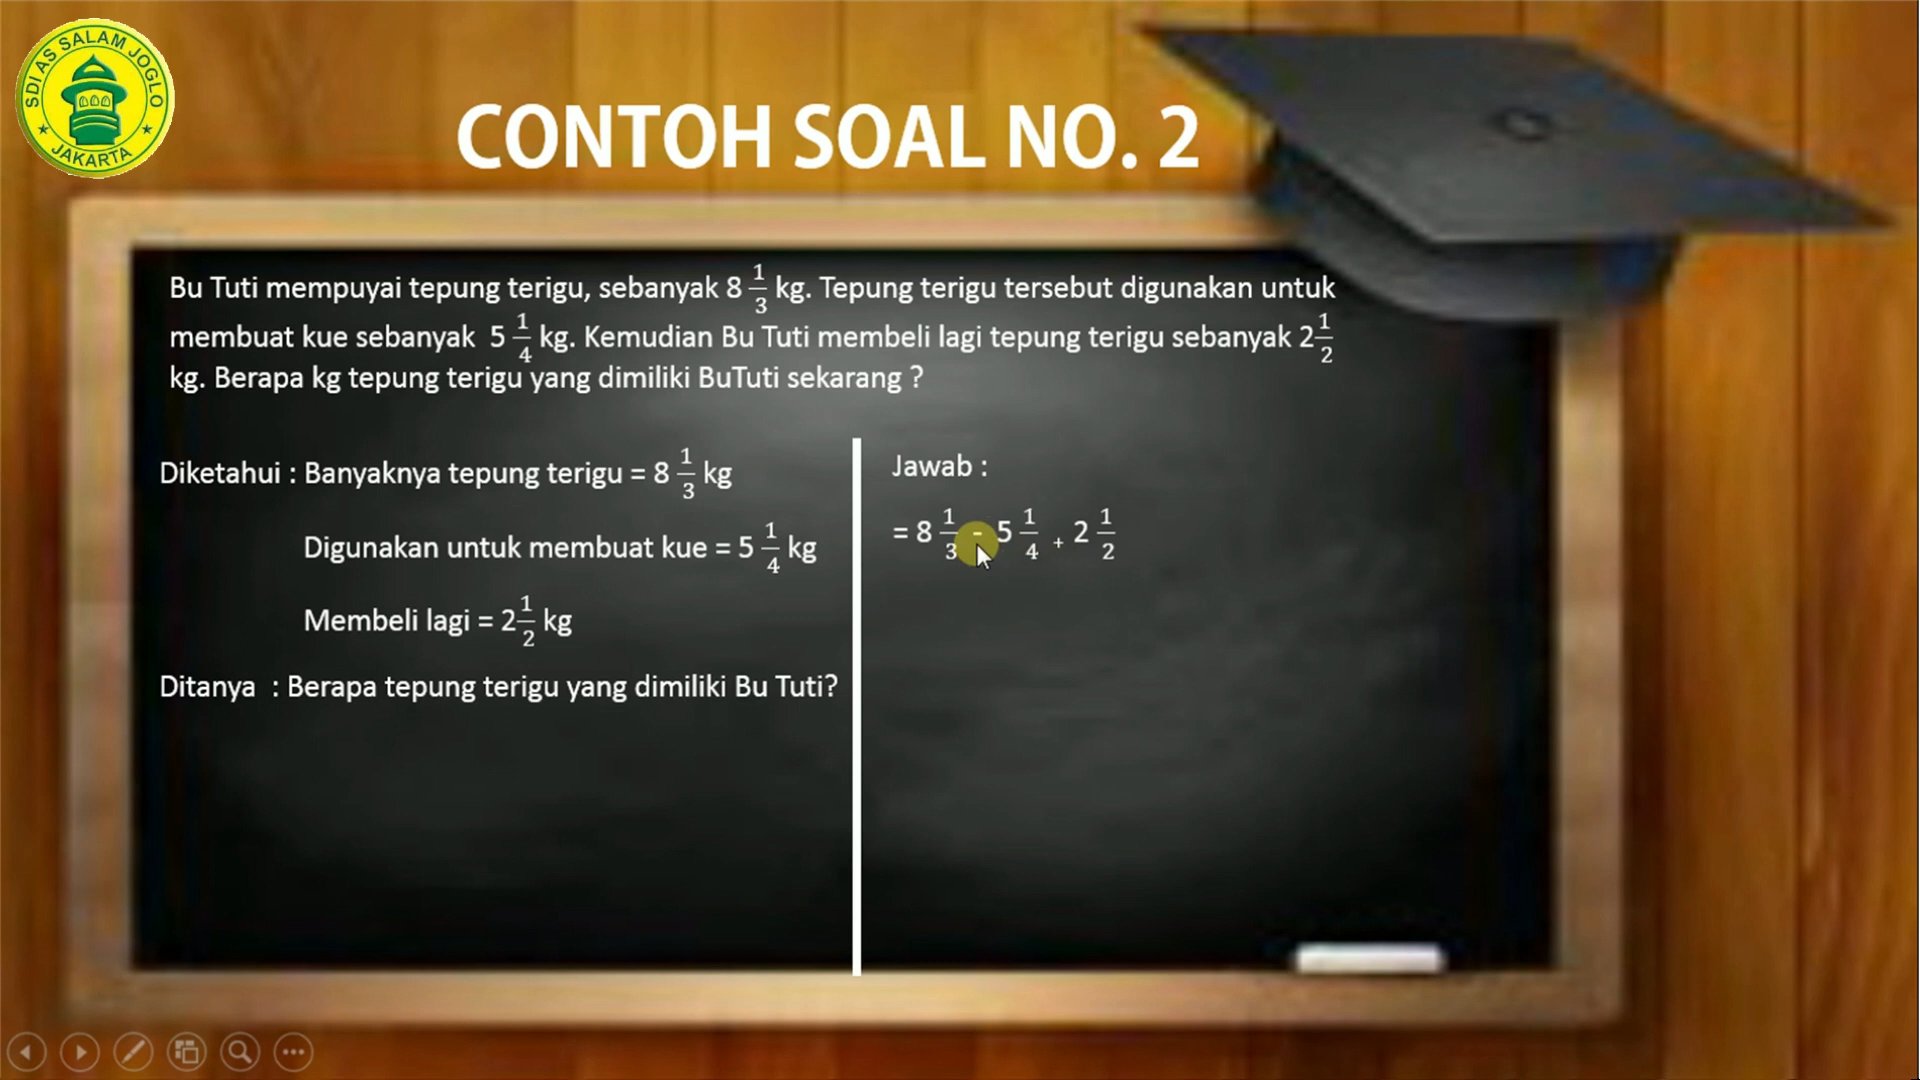 SDI AS SALAM JOGLO
JAKARTA
CONTOH SOAL NO. 2
Bu Tuti mempuyai tepung terigu, sebanyak 8 1/3 kg. Tepung terigu tersebut digunakan untuk
membuat kue sebanyak 5 1/4 kg. Kemudian Bu Tuti membeli lagi tepung terigu sebanyak 2 1/2
kg. Berapa kg tepung terigu yang dimiliki BuTuti sekarang ?
Diketahui : Banyaknya tepung terigu = 8 1/3 kg
Digunakan untuk membuat kue = 5 1/4 kg
Membeli lagi = 2 1/2 kg
Ditanya : Berapa tepung terigu yang dimiliki Bu Tuti?
Jawab :
= 8 1/3 - 5 1/4 + 2 1/2